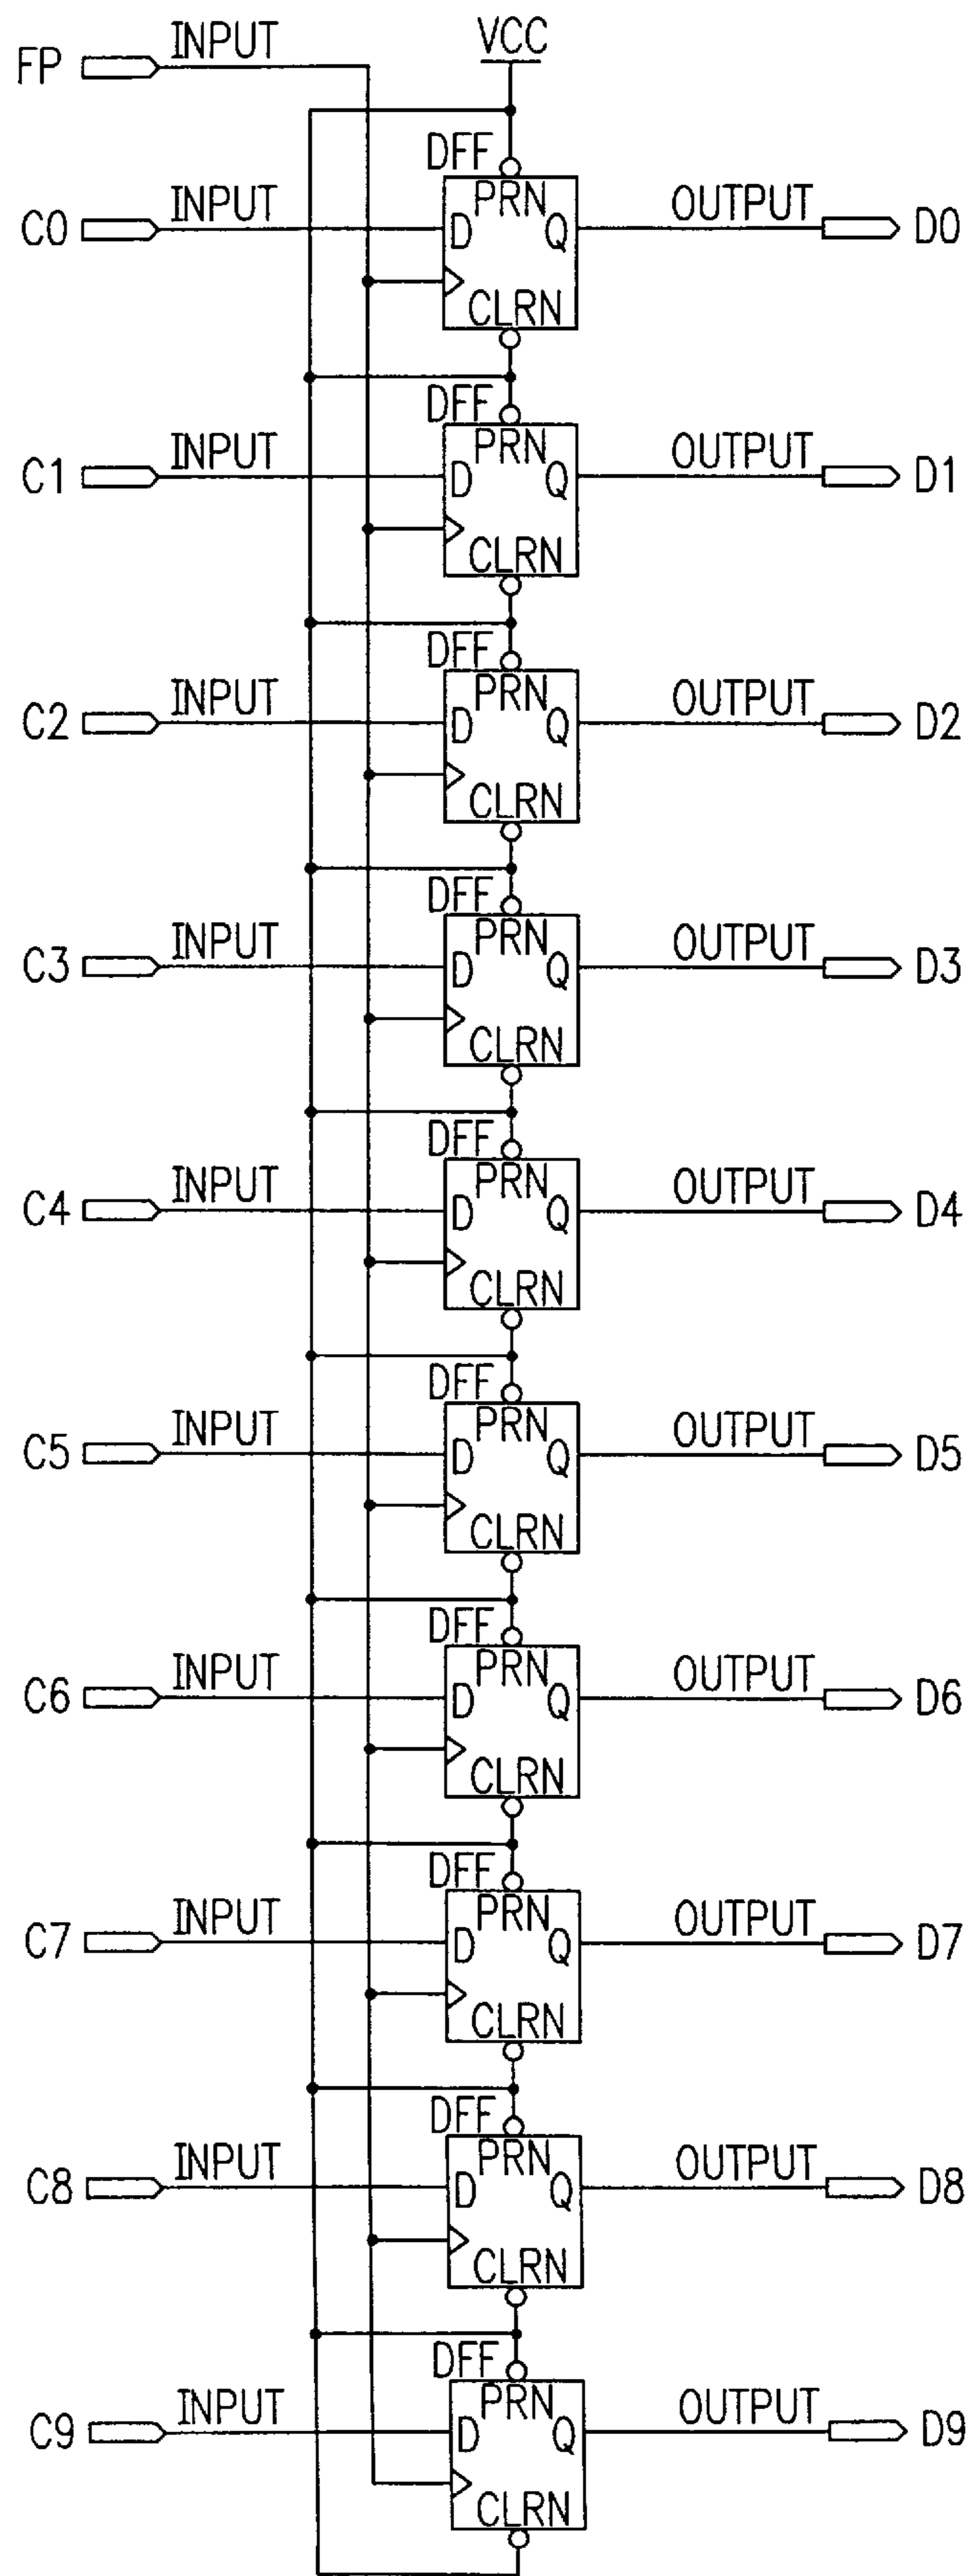 FP INPUT VCC
DFF
C0 INPUT D PRN Q CLRN OUTPUT D0
DFF
C1 INPUT D PRN Q CLRN OUTPUT D1
DFF
C2 INPUT D PRN Q CLRN OUTPUT D2
DFF
C3 INPUT D PRN Q CLRN OUTPUT D3
DFF
C4 INPUT D PRN Q CLRN OUTPUT D4
DFF
C5 INPUT D PRN Q CLRN OUTPUT D5
DFF
C6 INPUT D PRN Q CLRN OUTPUT D6
DFF
C7 INPUT D PRN Q CLRN OUTPUT D7
DFF
C8 INPUT D PRN Q CLRN OUTPUT D8
DFF
C9 INPUT D PRN Q CLRN OUTPUT D9